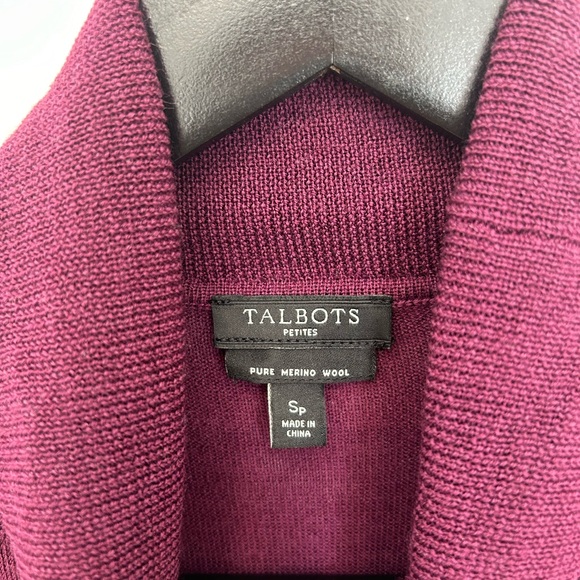 TALBOTS
PETITES
PURE MERINO WOOL
Sp
MADE IN
CHINA